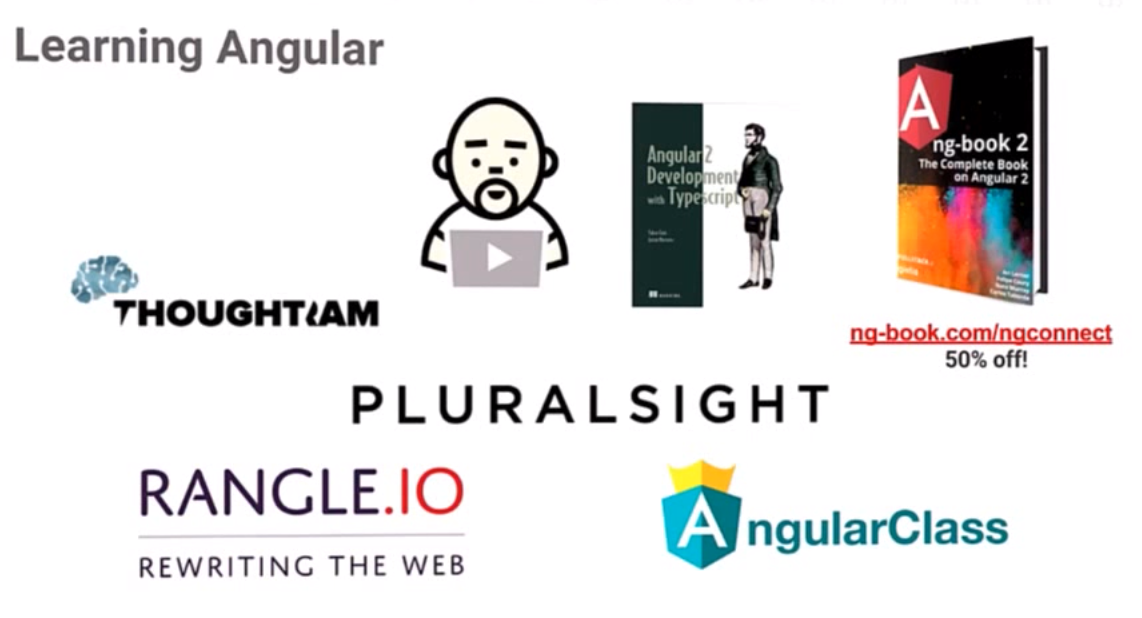 Learning Angular
THOUGHTRAM
Angular 2
Development
with Typescript
A
ng-book 2
The Complete Book
on Angular 2
ng-book.com/ngconnect
50% off!
PLURALSIGHT
RANGLE.IO
REWRITING THE WEB
AngularClass